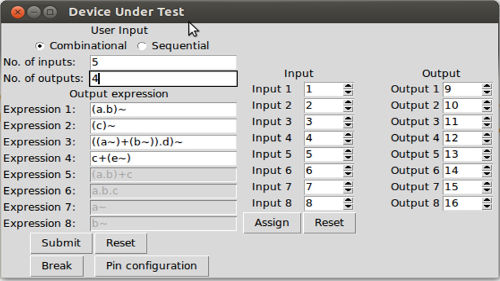 Device Under Test
User Input
Combinational Sequential
No. of inputs: 5
No. of outputs: 4
Output expression
Expression 1: (a.b)~
Expression 2: (c)~
Expression 3: ((a~)+(b~)).d)~
Expression 4: c+(e~)
Expression 5: (a.b)+c
Expression 6: a.b.c
Expression 7: a~
Expression 8: b~
Submit Reset
Break Pin configuration
Input Output
Input 1 1 Output 1 9
Input 2 2 Output 2 10
Input 3 3 Output 3 11
Input 4 4 Output 4 12
Input 5 5 Output 5 13
Input 6 6 Output 6 14
Input 7 7 Output 7 15
Input 8 8 Output 8 16
Assign Reset